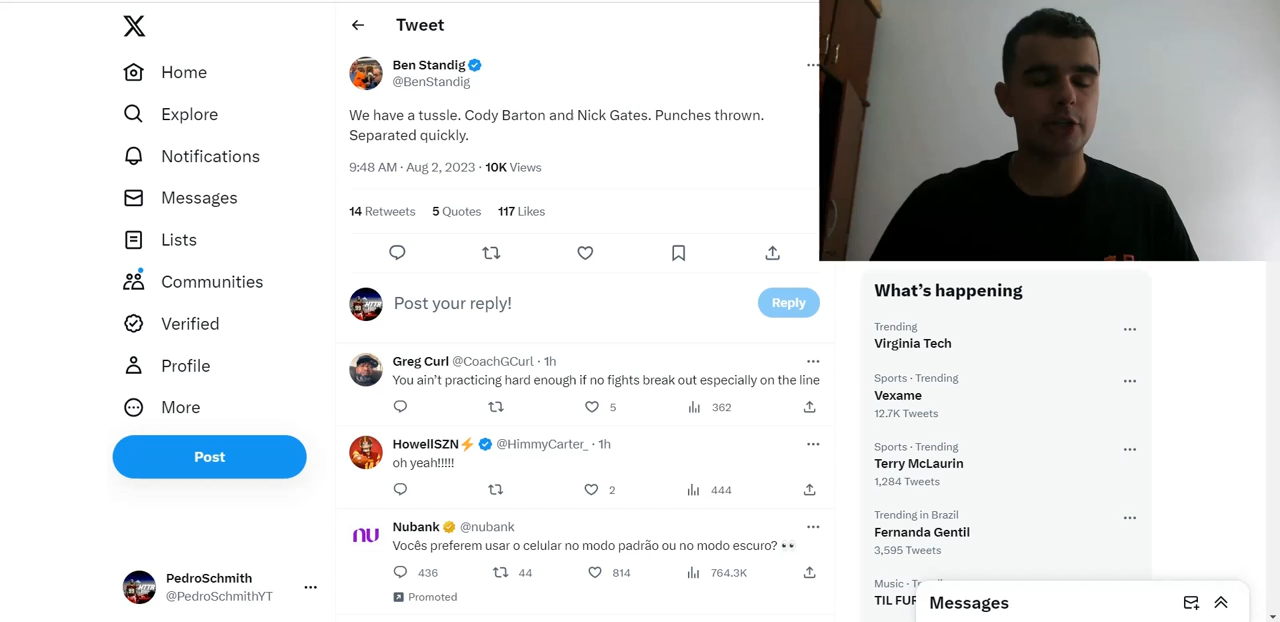 Tweet
Home
Explore
Notifications
Messages
Lists
Communities
Verified
Profile
More
Post
PedroSchmith
@PedroSchmithYT
Ben Standig
@BenStandig
We have a tussle. Cody Barton and Nick Gates. Punches thrown.
Separated quickly.
9:48 AM · Aug 2, 2023 · 10K Views
14 Retweets 5 Quotes 117 Likes
Post your reply!
Reply
Greg Curl @CoachGCurl · 1h
You ain't practicing hard enough if no fights break out especially on the line
5 362
HowellSZN⚡ @HimmyCarter_ · 1h
oh yeah!!!!!
2 444
nu
Nubank @nubank
Vocês preferem usar o celular no modo padrão ou no modo escuro? 👀
436 44 814 764.3K
Promoted
What's happening
Trending
Virginia Tech
Sports · Trending
Vexame
12.7K Tweets
Sports · Trending
Terry McLaurin
1,284 Tweets
Trending in Brazil
Fernanda Gentil
3,595 Tweets
Music ·
TIL
Messages